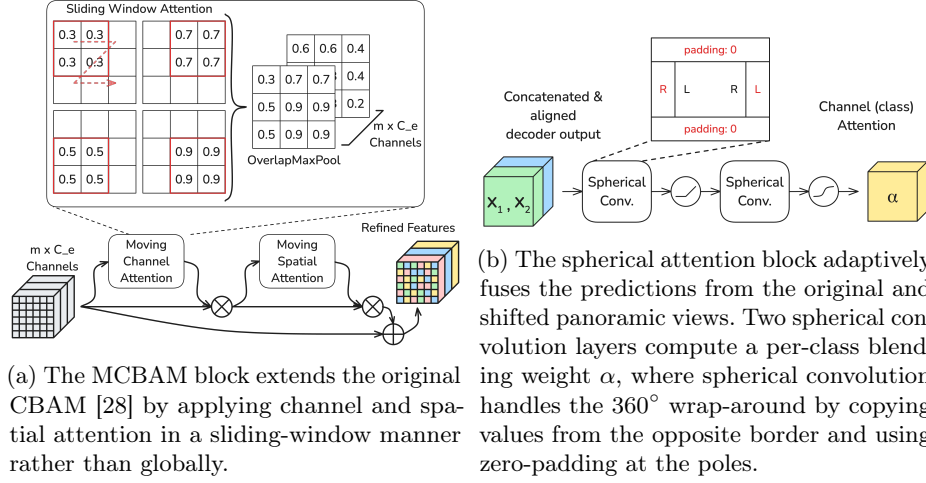 Sliding Window Attention
0.3 0.3 0.7 0.7
0.3 0.3 0.7 0.7
0.5 0.5 0.9 0.9
0.5 0.5 0.9 0.9
0.6 0.6 0.4
0.4
0.2
0.3 0.7 0.7
0.5 0.9 0.9
0.5 0.9 0.9
OverlapMaxPool
m x C_e
Channels
m x C_e
Channels
Moving
Channel
Attention
Moving
Spatial
Attention
Refined Features
(a) The MCBAM block extends the original
CBAM [28] by applying channel and spa-
tial attention in a sliding-window manner
rather than globally.
Concatenated &
aligned
decoder output
X₁, X₂
padding: 0
R L R L
padding: 0
Spherical
Conv.
Spherical
Conv.
Channel (class)
Attention
α
(b) The spherical attention block adaptively
fuses the predictions from the original and
shifted panoramic views. Two spherical con-
volution layers compute a per-class blend-
ing weight α, where spherical convolution
handles the 360° wrap-around by copying
values from the opposite border and using
zero-padding at the poles.